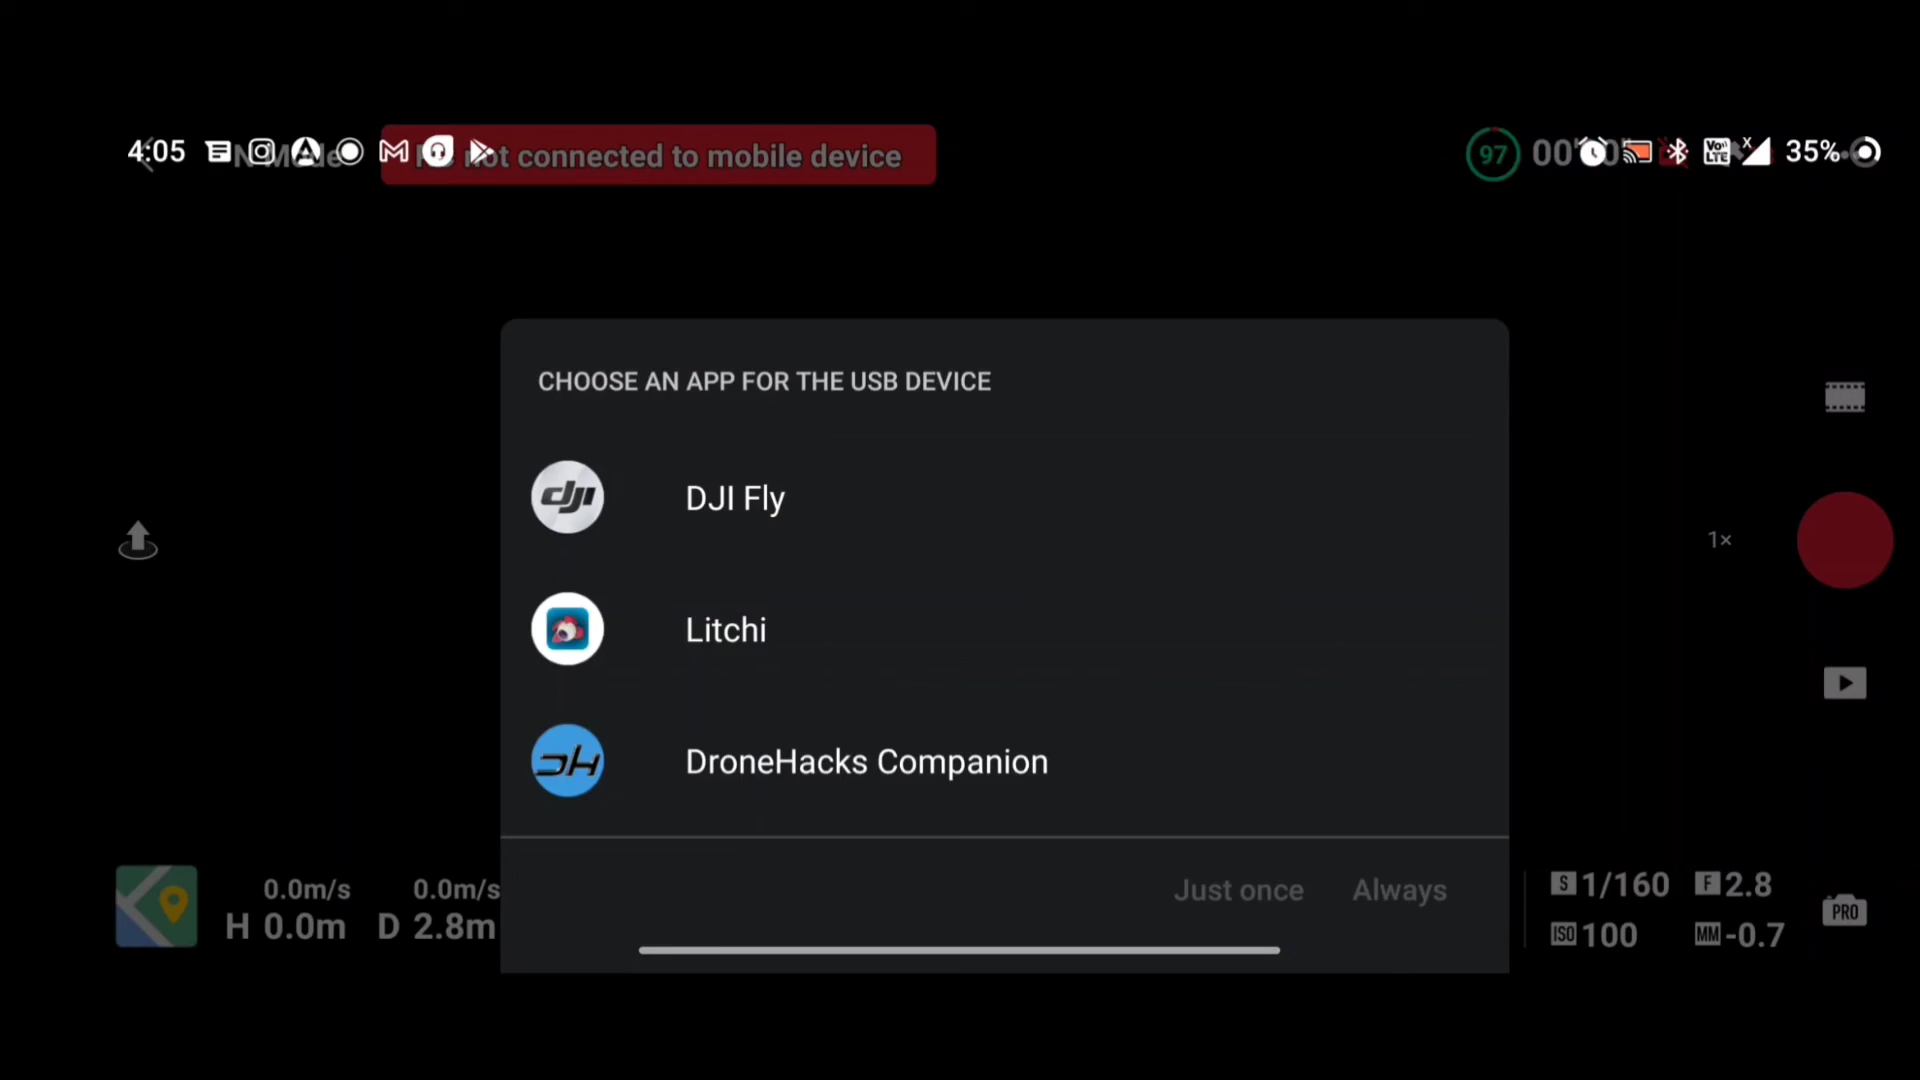 4:05
not connected to mobile device
97
35%
CHOOSE AN APP FOR THE USB DEVICE
dji
DJI Fly
1×
Litchi
DroneHacks Companion
0.0m/s 0.0m/s
H 0.0m D 2.8m
Just once Always
S 1/160 F 2.8
ISO 100 MM -0.7
PRO